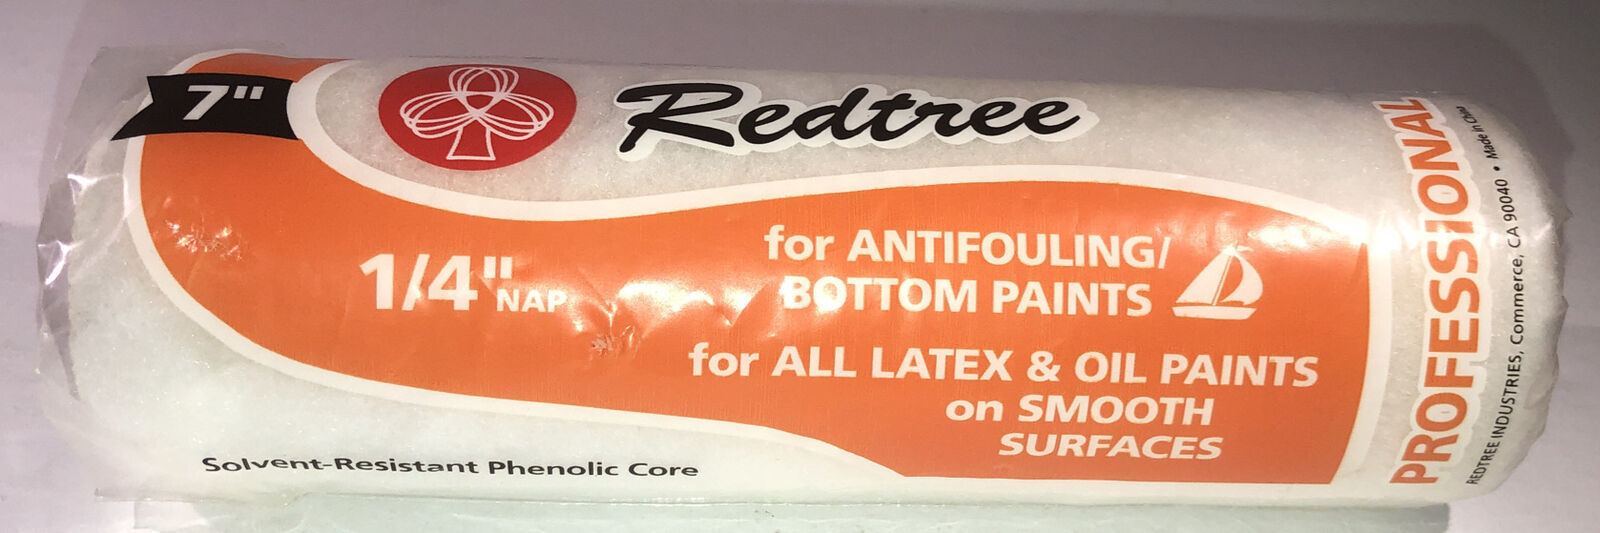 7"
Redtree
1/4" NAP
for ANTIFOULING/
BOTTOM PAINTS
for ALL LATEX & OIL PAINTS
on SMOOTH
SURFACES
Solvent-Resistant Phenolic Core
PROFESSIONAL
REDTREE INDUSTRIES, Commerce, CA 90040 • Made in China